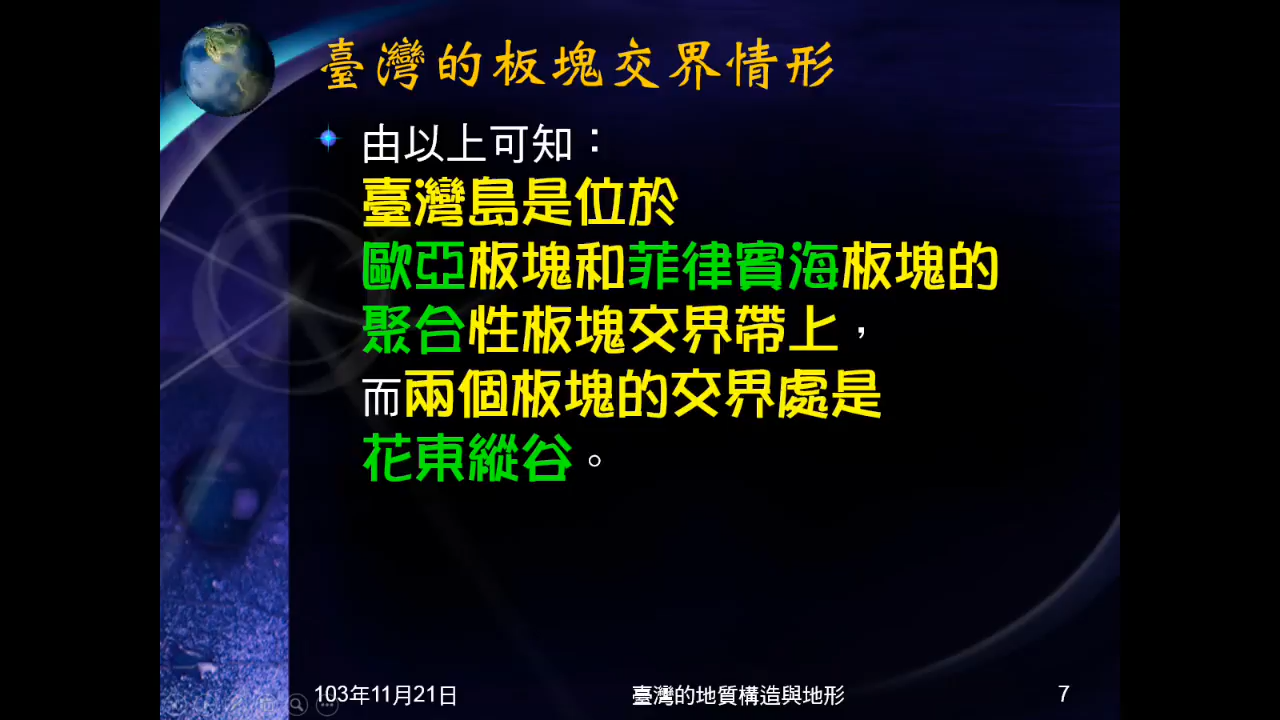 臺灣的板塊交界情形
由以上可知：
臺灣島是位於
歐亞板塊和菲律賓海板塊的
聚合性板塊交界帶上，
而兩個板塊的交界處是
花東縱谷。
103年11月21日
臺灣的地質構造與地形
7